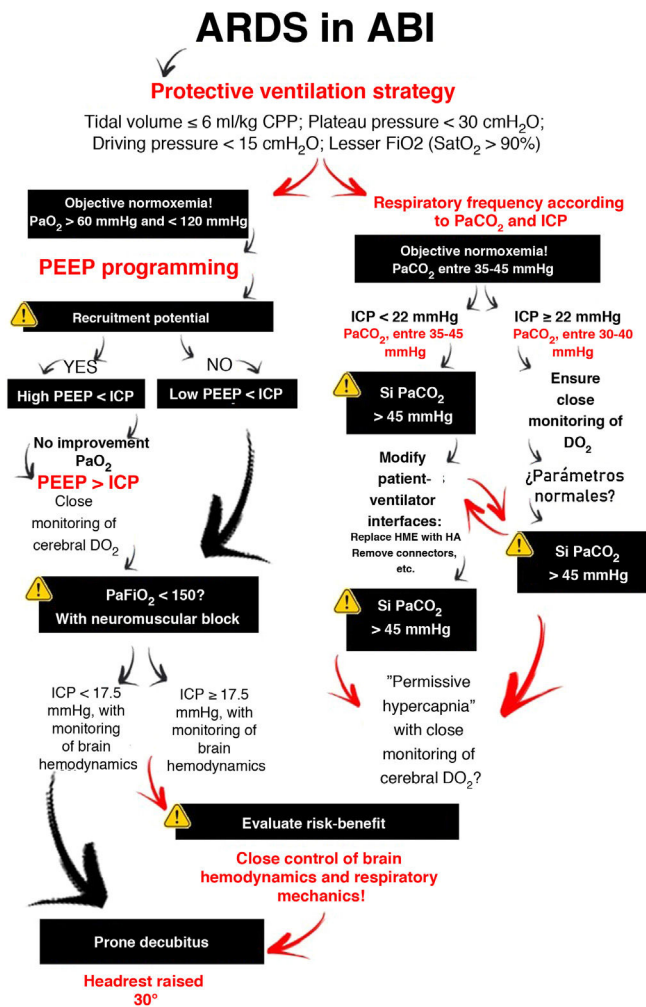 ARDS in ABI
Protective ventilation strategy
Tidal volume ≤ 6 ml/kg CPP; Plateau pressure < 30 cmH₂O;
Driving pressure < 15 cmH₂O; Lesser FiO2 (SatO₂ > 90%)
Objective normoxemia!
PaO₂ > 60 mmHg and < 120 mmHg
PEEP programming
Recruitment potential
YES
NO
High PEEP < ICP
Low PEEP < ICP
No improvement
PaO₂
PEEP > ICP
Close
monitoring of
cerebral DO₂
PaFiO₂ < 150?
With neuromuscular block
ICP < 17.5
mmHg, with
monitoring
of brain
hemodynamics
ICP ≥ 17.5
mmHg, with
monitoring of
brain
hemodynamics
Evaluate risk-benefit
Close control of brain
hemodynamics and respiratory
mechanics!
Prone decubitus
Headrest raised
30°
Respiratory frequency according
to PaCO₂ and ICP
Objective normoxemia!
PaCO₂ entre 35-45 mmHg
ICP < 22 mmHg
PaCO₂, entre 35-45
mmHg
ICP ≥ 22 mmHg
PaCO₂, entre 30-40
mmHg
Si PaCO₂
> 45 mmHg
Ensure
close
monitoring of
DO₂
Modify
patient-
ventilator
interfaces:
Replace HME with HA
Remove connectors,
etc.
¿Parámetros
normales?
Si PaCO₂
> 45 mmHg
Si PaCO₂
> 45 mmHg
”Permissive
hypercapnia”
with close
monitoring of
cerebral DO₂?